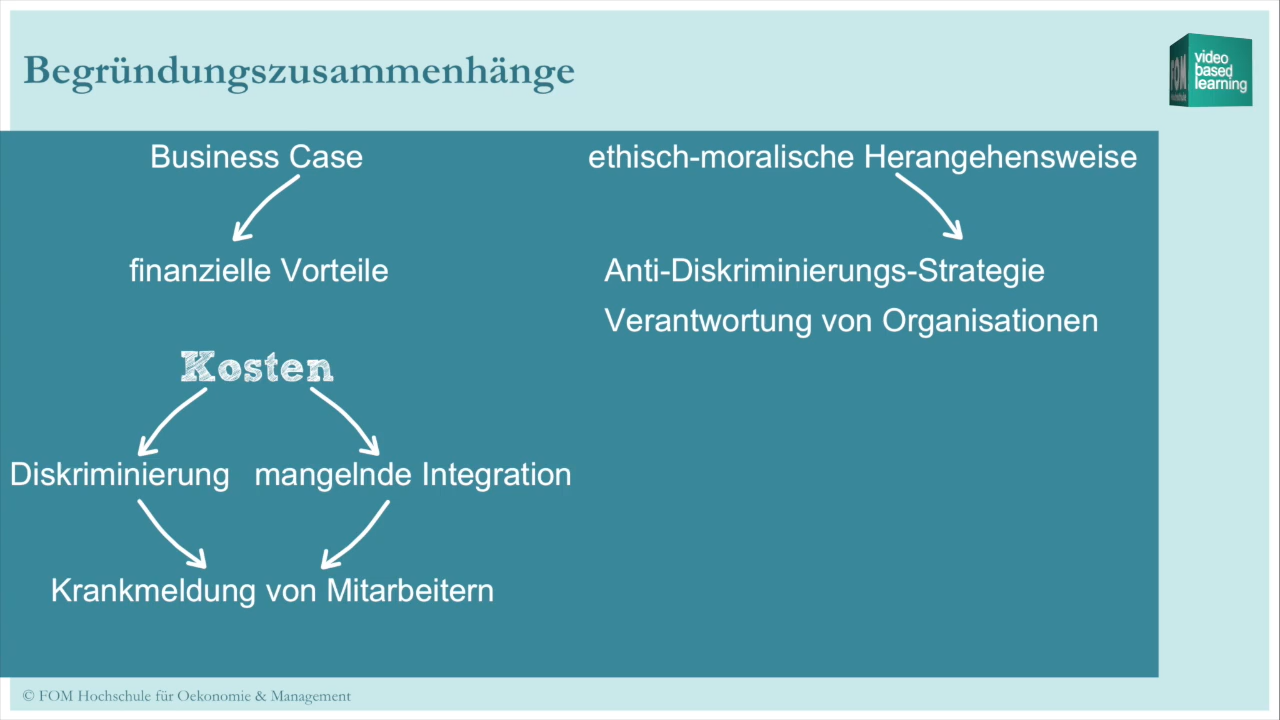 Begründungszusammenhänge
video
based
learning
FOM
Business Case
ethisch-moralische Herangehensweise
finanzielle Vorteile
Anti-Diskriminierungs-Strategie
Verantwortung von Organisationen
Kosten
Diskriminierung
mangelnde Integration
Krankmeldung von Mitarbeitern
© FOM Hochschule für Oekonomie & Management